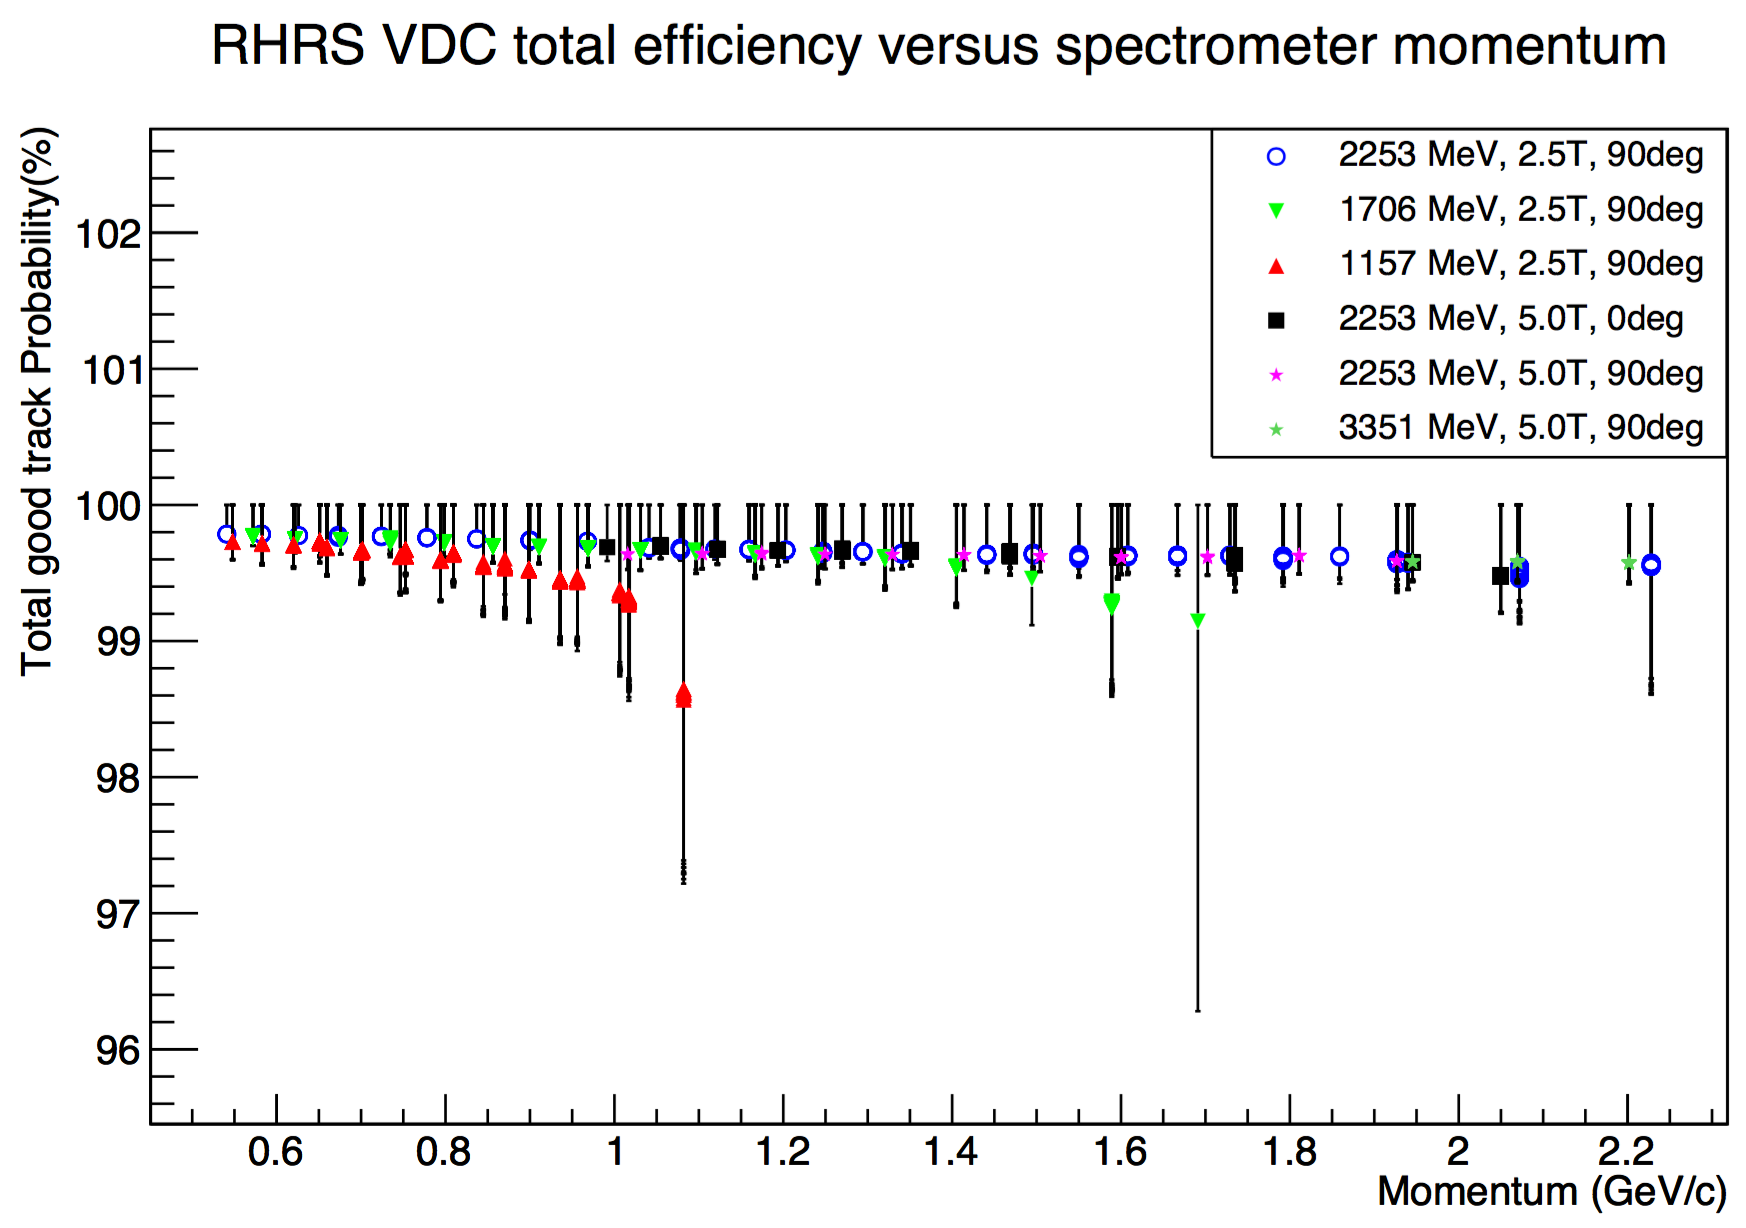 RHRS VDC total efficiency versus spectrometer momentum
Total good track Probability(%)
2253 MeV, 2.5T, 90deg
1706 MeV, 2.5T, 90deg
1157 MeV, 2.5T, 90deg
2253 MeV, 5.0T, 0deg
2253 MeV, 5.0T, 90deg
3351 MeV, 5.0T, 90deg
102
101
100
99
98
97
96
0.6 0.8 1 1.2 1.4 1.6 1.8 2 2.2
Momentum (GeV/c)